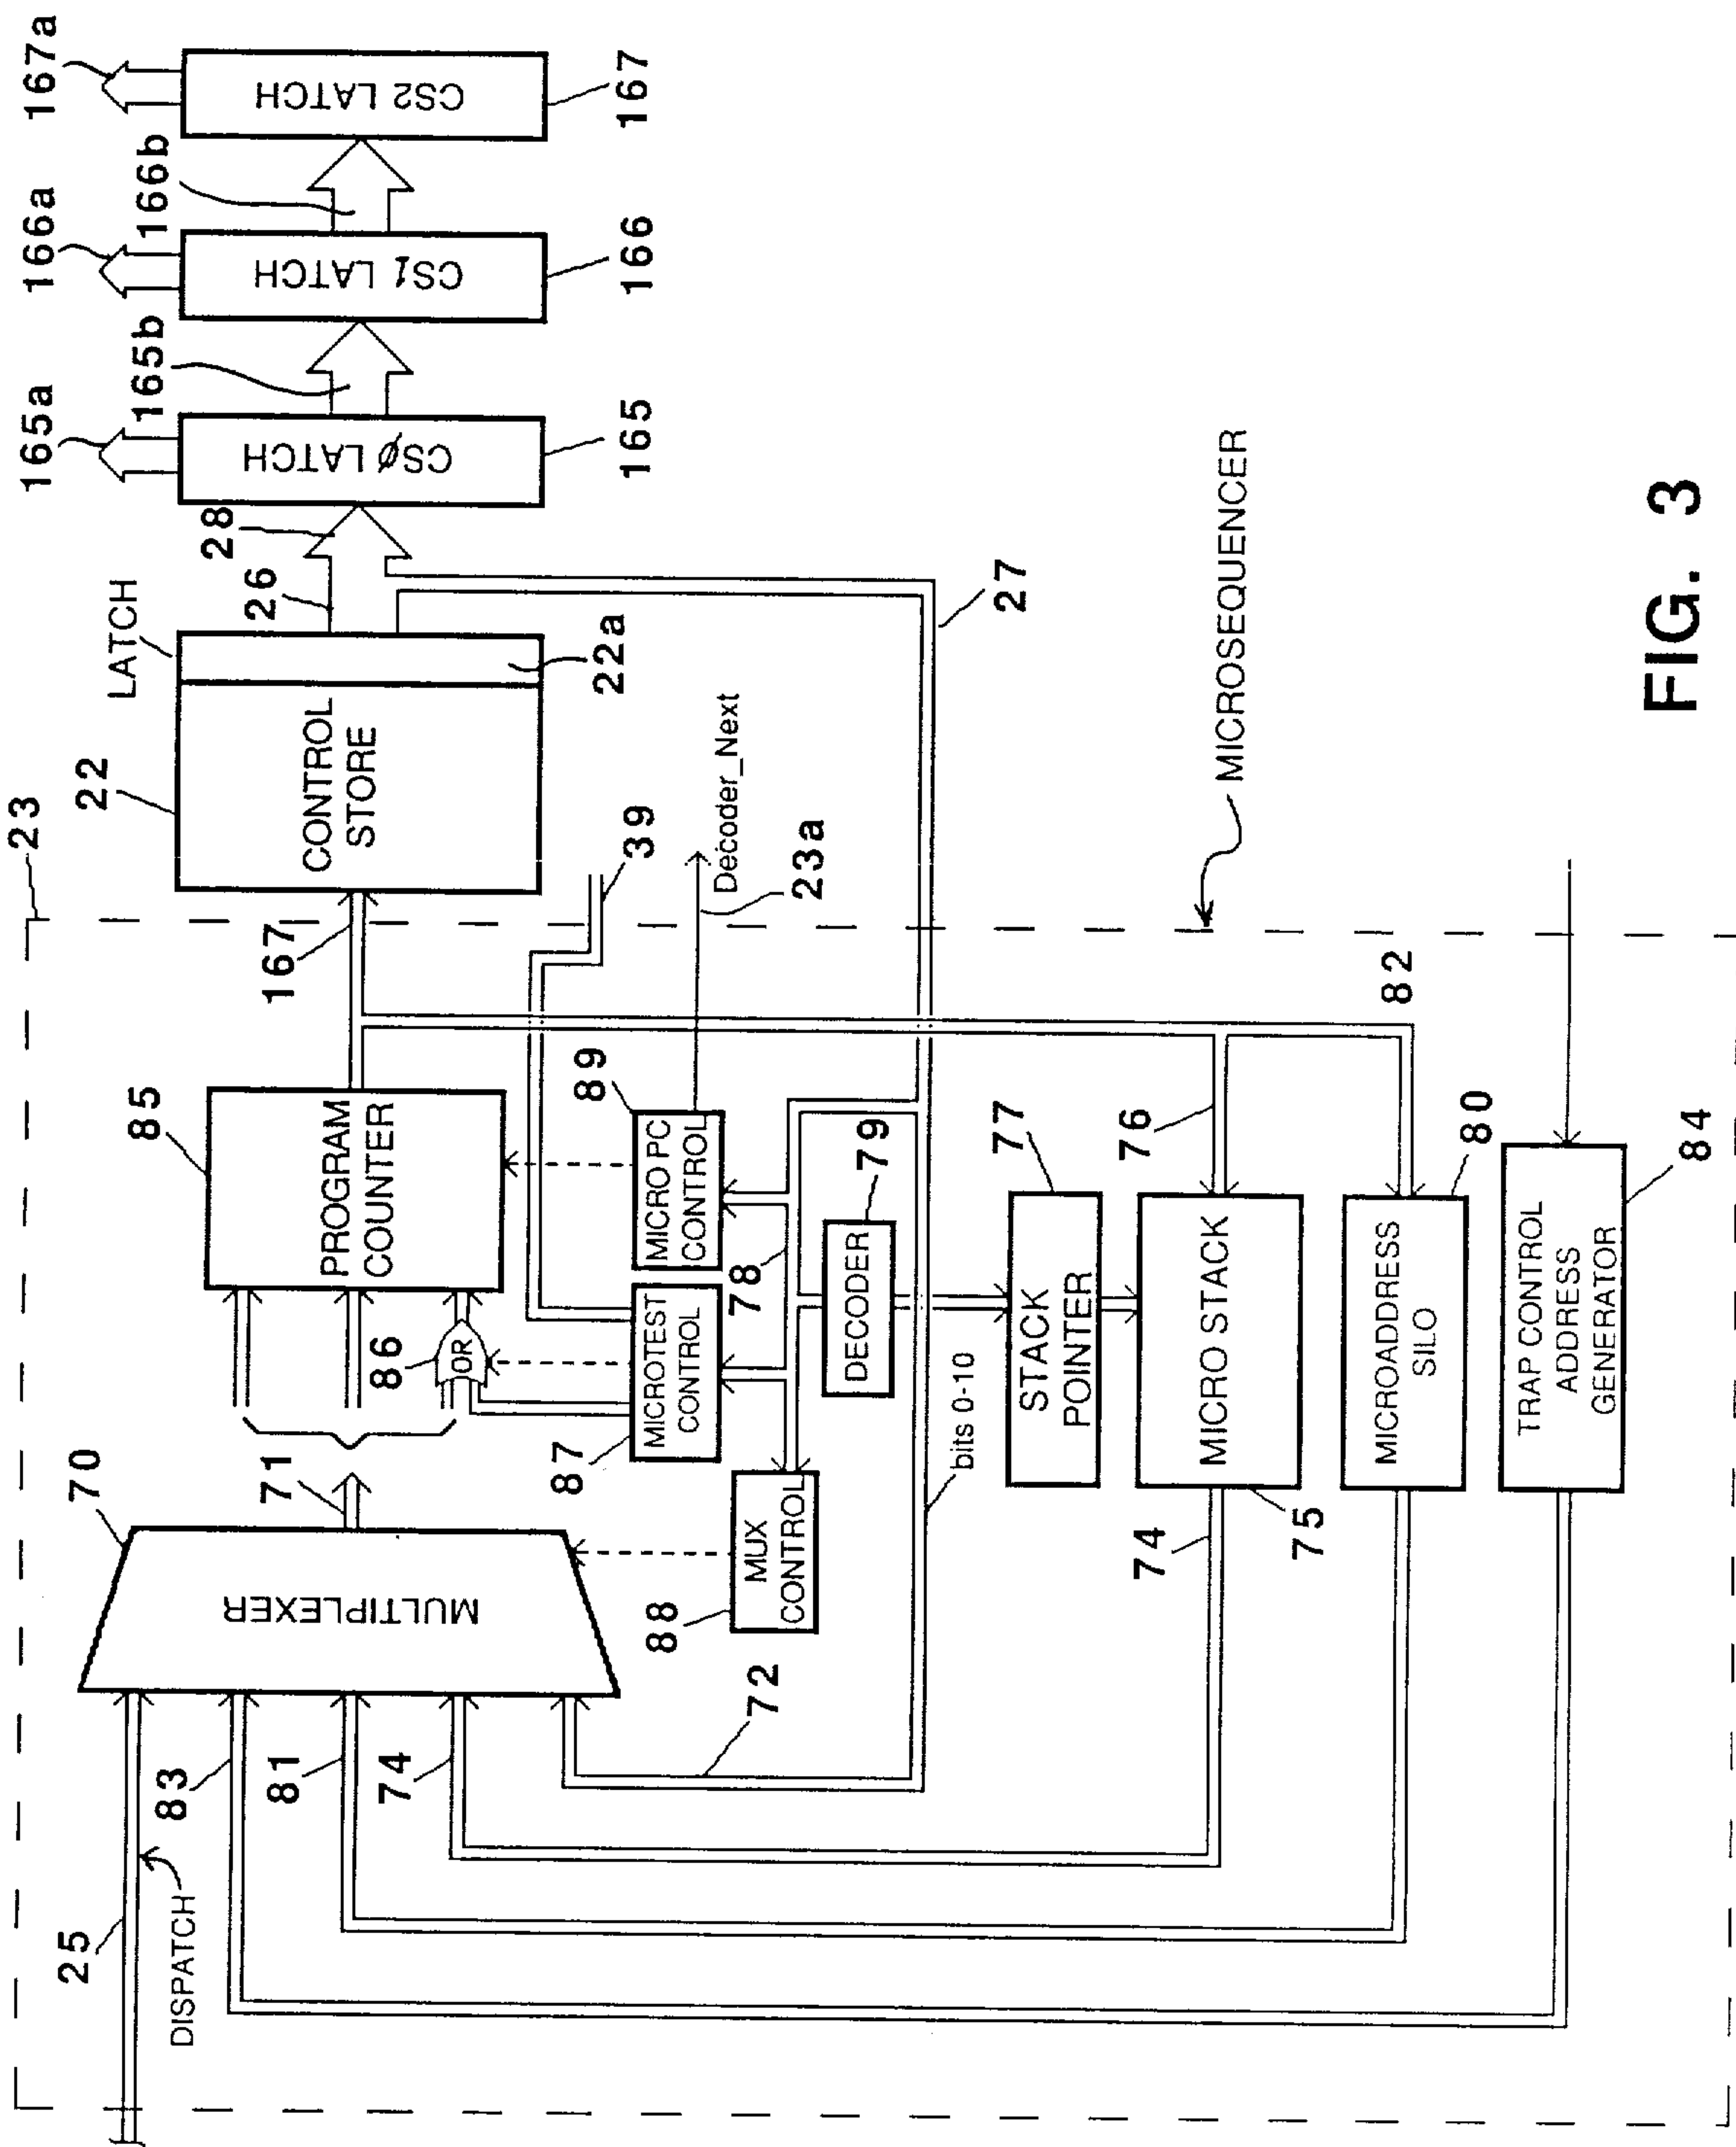 23
22
LATCH
CONTROL
STORE
22a
26
28
165a
165b
CSØ LATCH
165
166a
166b
CS1 LATCH
166
167a
CS2 LATCH
167
25
DISPATCH
83
81
74
72
70
MULTIPLEXER
71
86
OR
85
PROGRAM
COUNTER
167
39
Decoder_Next
23a
27
87
MICROTEST
CONTROL
89
MICRO PC
CONTROL
78
88
MUX
CONTROL
DECODER
79
bits 0-10
STACK
POINTER
77
74
MICRO STACK
75
76
MICROADDRESS
SILO
80
82
TRAP CONTROL
ADDRESS
GENERATOR
84
MICROSEQUENCER
FIG. 3